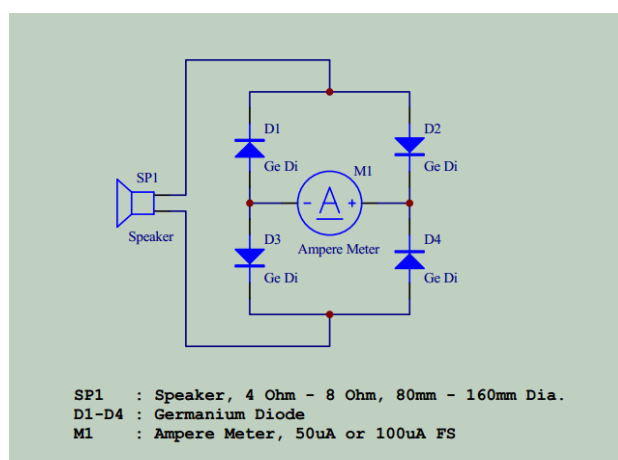 D1
D2
Ge Di
Ge Di
M1
SP1
- A +
D3
D4
Speaker
Ampere Meter
Ge Di
Ge Di
SP1   : Speaker, 4 Ohm - 8 Ohm, 80mm - 160mm Dia.
D1-D4 : Germanium Diode
M1    : Ampere Meter, 50uA or 100uA FS